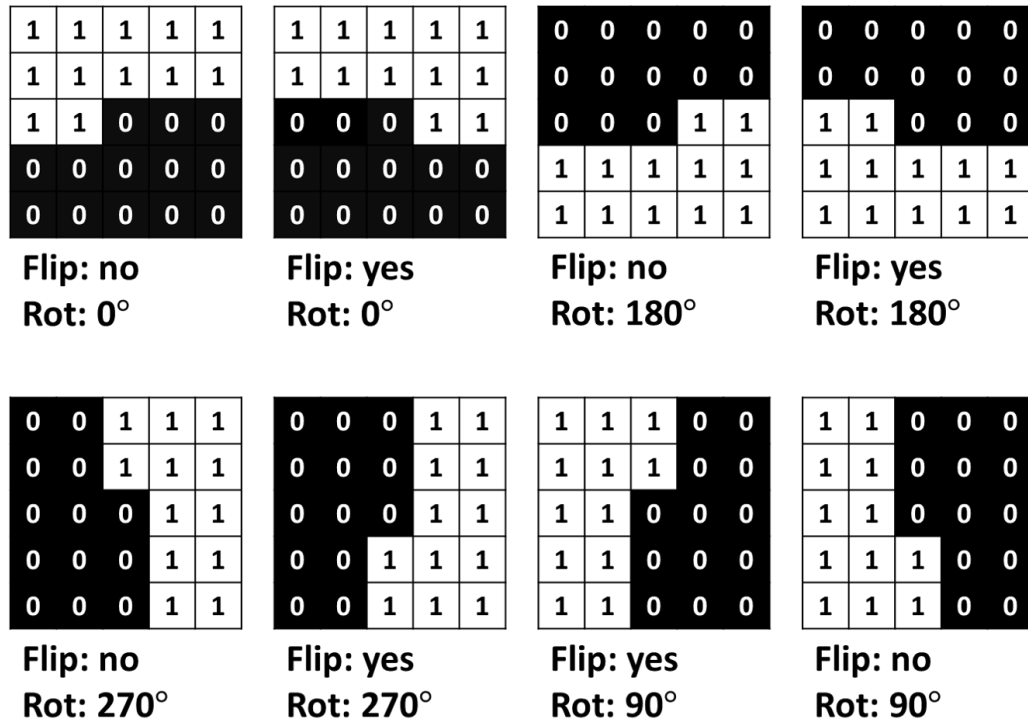 1 1 1 1 1 1 1 1 1 1 0 0 0 0 0 0 0 0 0 0
1 1 1 1 1 1 1 1 1 1 0 0 0 0 0 0 0 0 0 0
1 1 0 0 0 0 0 0 1 1 0 0 0 1 1 1 1 0 0 0
0 0 0 0 0 0 0 0 0 0 1 1 1 1 1 1 1 1 1 1
0 0 0 0 0 0 0 0 0 0 1 1 1 1 1 1 1 1 1 1
Flip: no Flip: yes Flip: no Flip: yes
Rot: 0° Rot: 0° Rot: 180° Rot: 180°
0 0 1 1 1 0 0 0 1 1 1 1 1 0 0 1 1 0 0 0
0 0 1 1 1 0 0 0 1 1 1 1 1 0 0 1 1 0 0 0
0 0 0 1 1 0 0 0 1 1 1 1 0 0 0 1 1 0 0 0
0 0 0 1 1 0 0 1 1 1 1 1 0 0 0 1 1 1 0 0
0 0 0 1 1 0 0 1 1 1 1 1 0 0 0 1 1 1 0 0
Flip: no Flip: yes Flip: yes Flip: no
Rot: 270° Rot: 270° Rot: 90° Rot: 90°